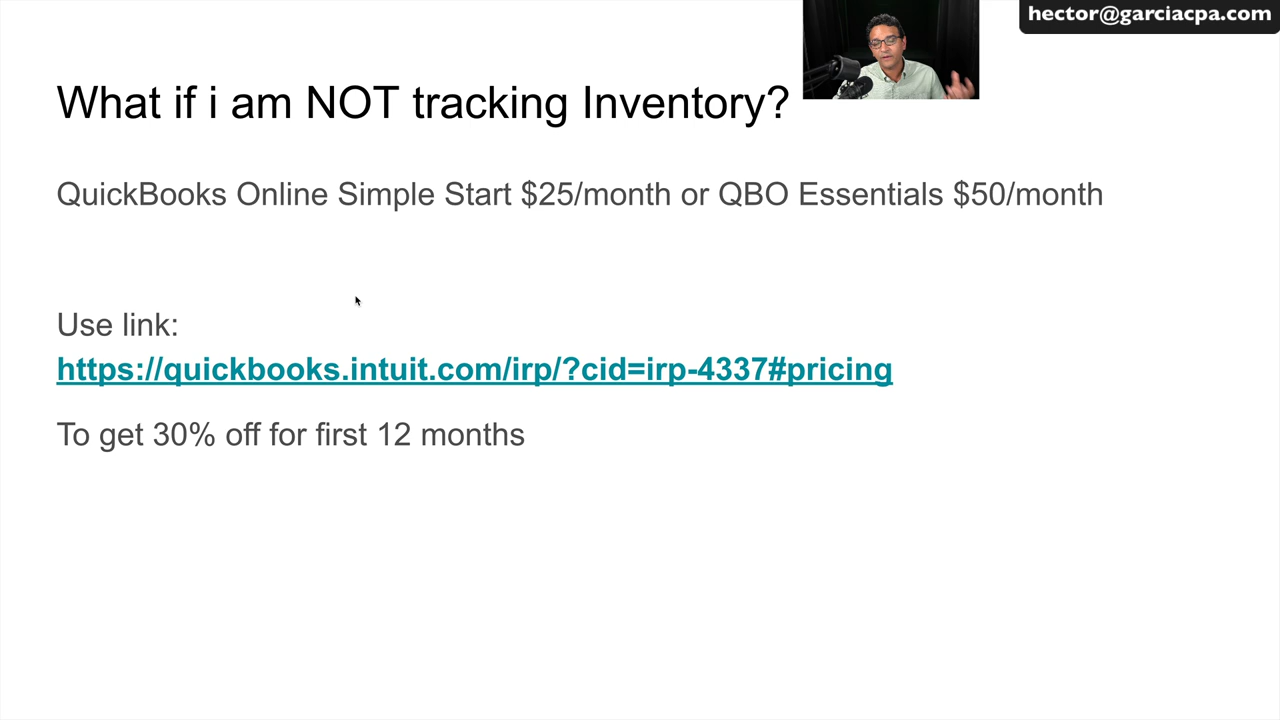 hector@garciacpa.com
What if i am NOT tracking Inventory?
QuickBooks Online Simple Start $25/month or QBO Essentials $50/month
Use link:
https://quickbooks.intuit.com/irp/?cid=irp-4337#pricing
To get 30% off for first 12 months